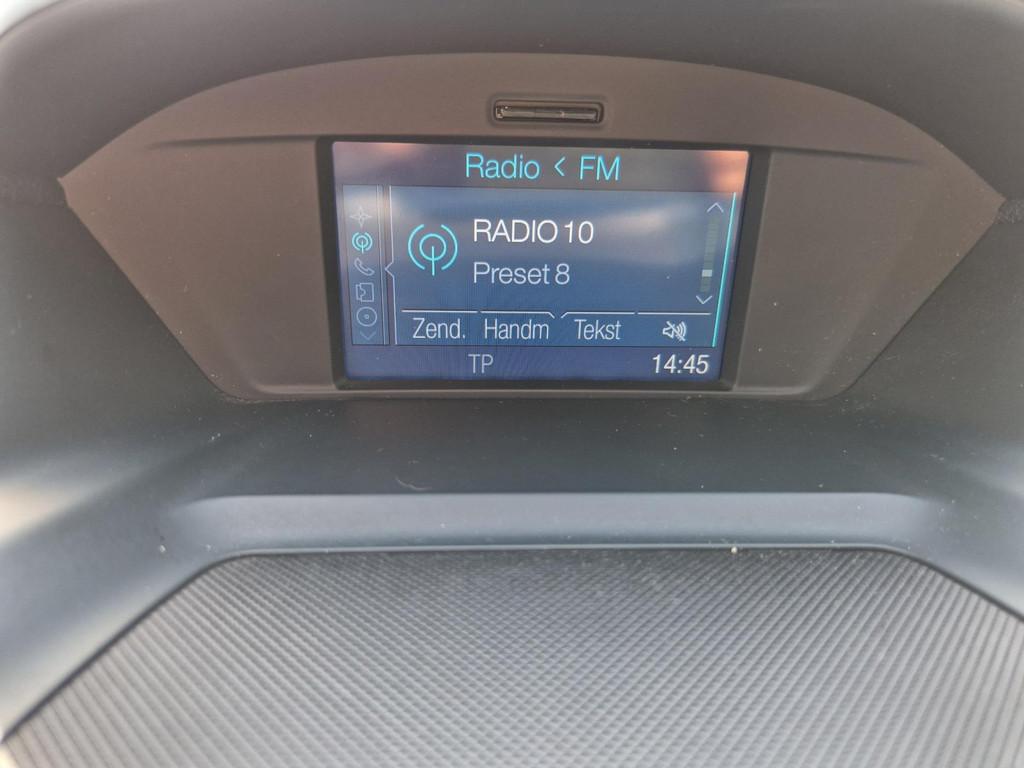 Radio < FM
RADIO 10
Preset 8
Zend. Handm Tekst
TP 14:45